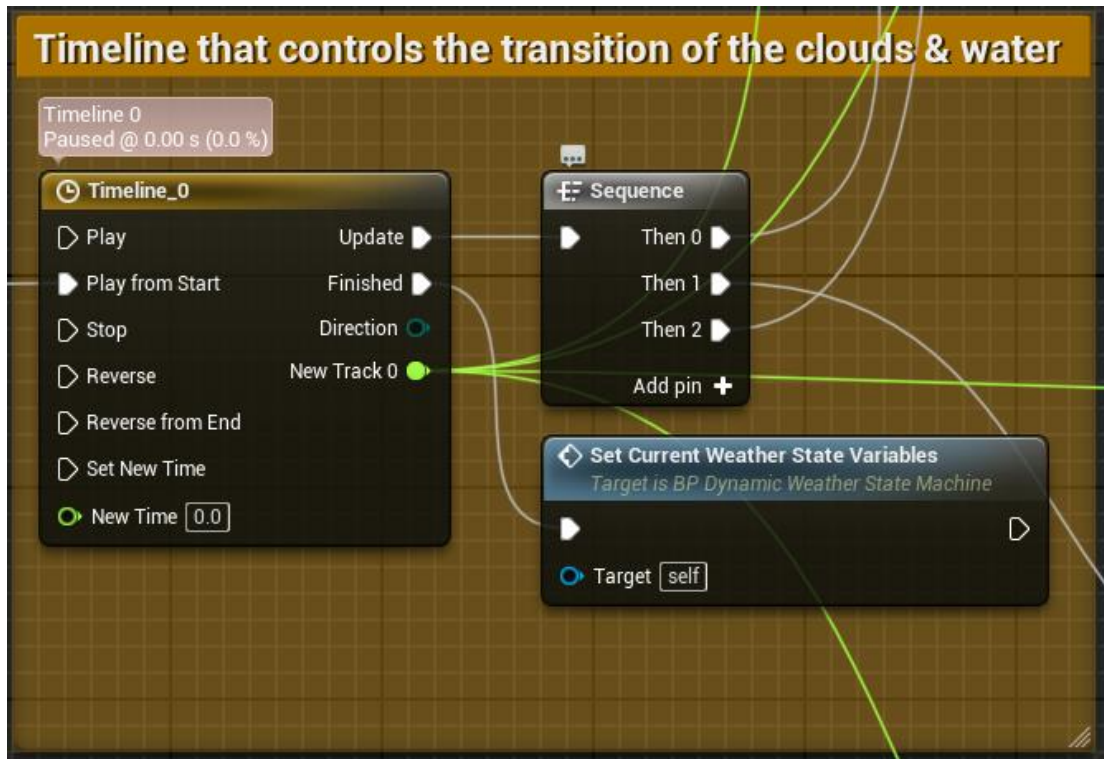 Timeline that controls the transition of the clouds & water
Timeline 0
Paused @ 0.00 s (0.0 %)
Timeline_0
Play
Update
Play from Start
Finished
Stop
Direction
Reverse
New Track 0
Reverse from End
Set New Time
New Time 0.0
Sequence
Then 0
Then 1
Then 2
Add pin
Set Current Weather State Variables
Target is BP Dynamic Weather State Machine
Target self